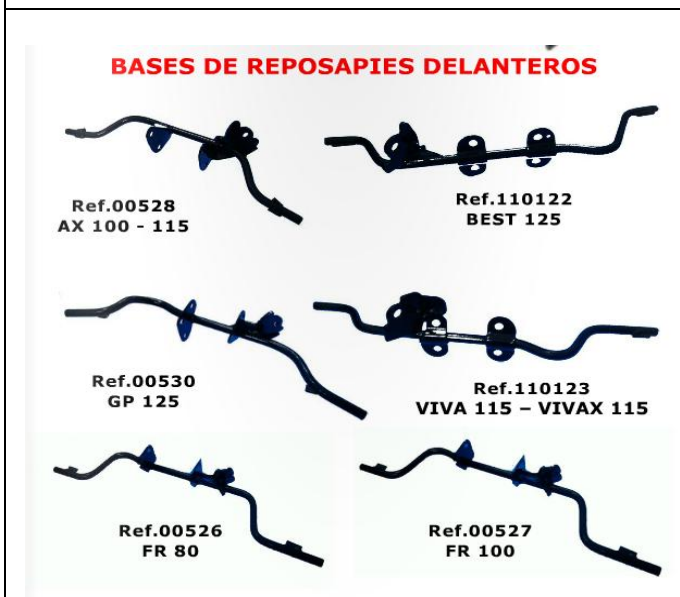 BASES DE REPOSAPIES DELANTEROS
Ref.00528
AX 100 - 115
Ref.110122
BEST 125
Ref.00530
GP 125
Ref.110123
VIVA 115 – VIVAX 115
Ref.00526
FR 80
Ref.00527
FR 100